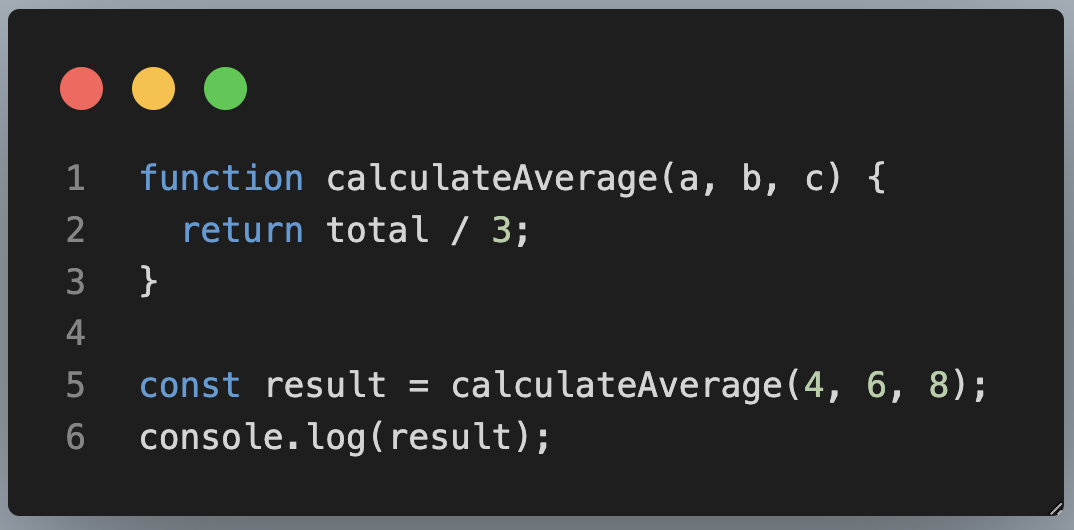 1 function calculateAverage(a, b, c) {
2   return total / 3;
3 }
4
5 const result = calculateAverage(4, 6, 8);
6 console.log(result);